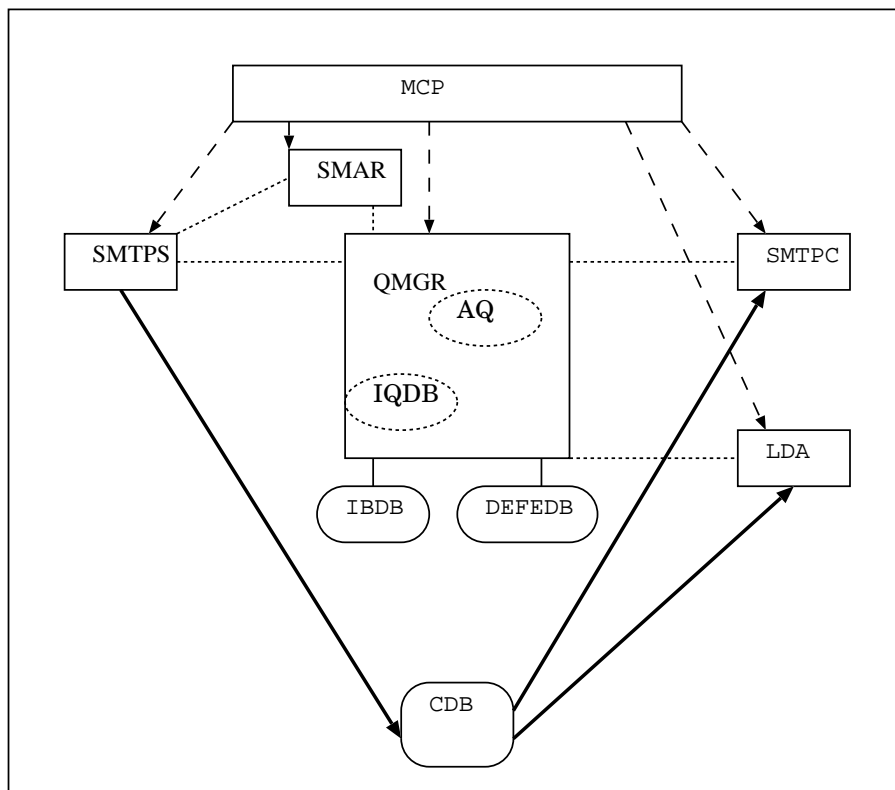 MCP
SMAR
SMTPS
SMTPC
QMGR
AQ
IQDB
LDA
IBDB
DEFEDB
CDB